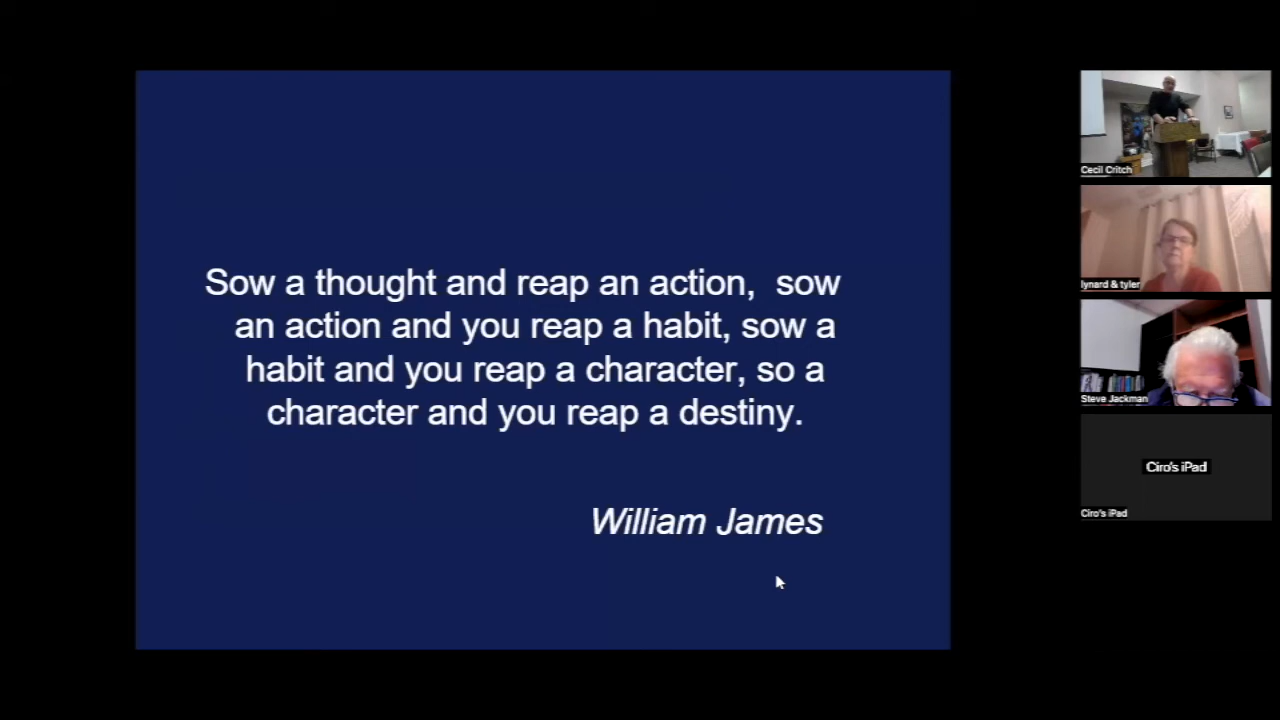 Sow a thought and reap an action,  sow
an action and you reap a habit, sow a
habit and you reap a character, so a
character and you reap a destiny.
William James
Cecil Critch
lynard & tyler
Steve Jackman
Ciro's iPad
Ciro's iPad